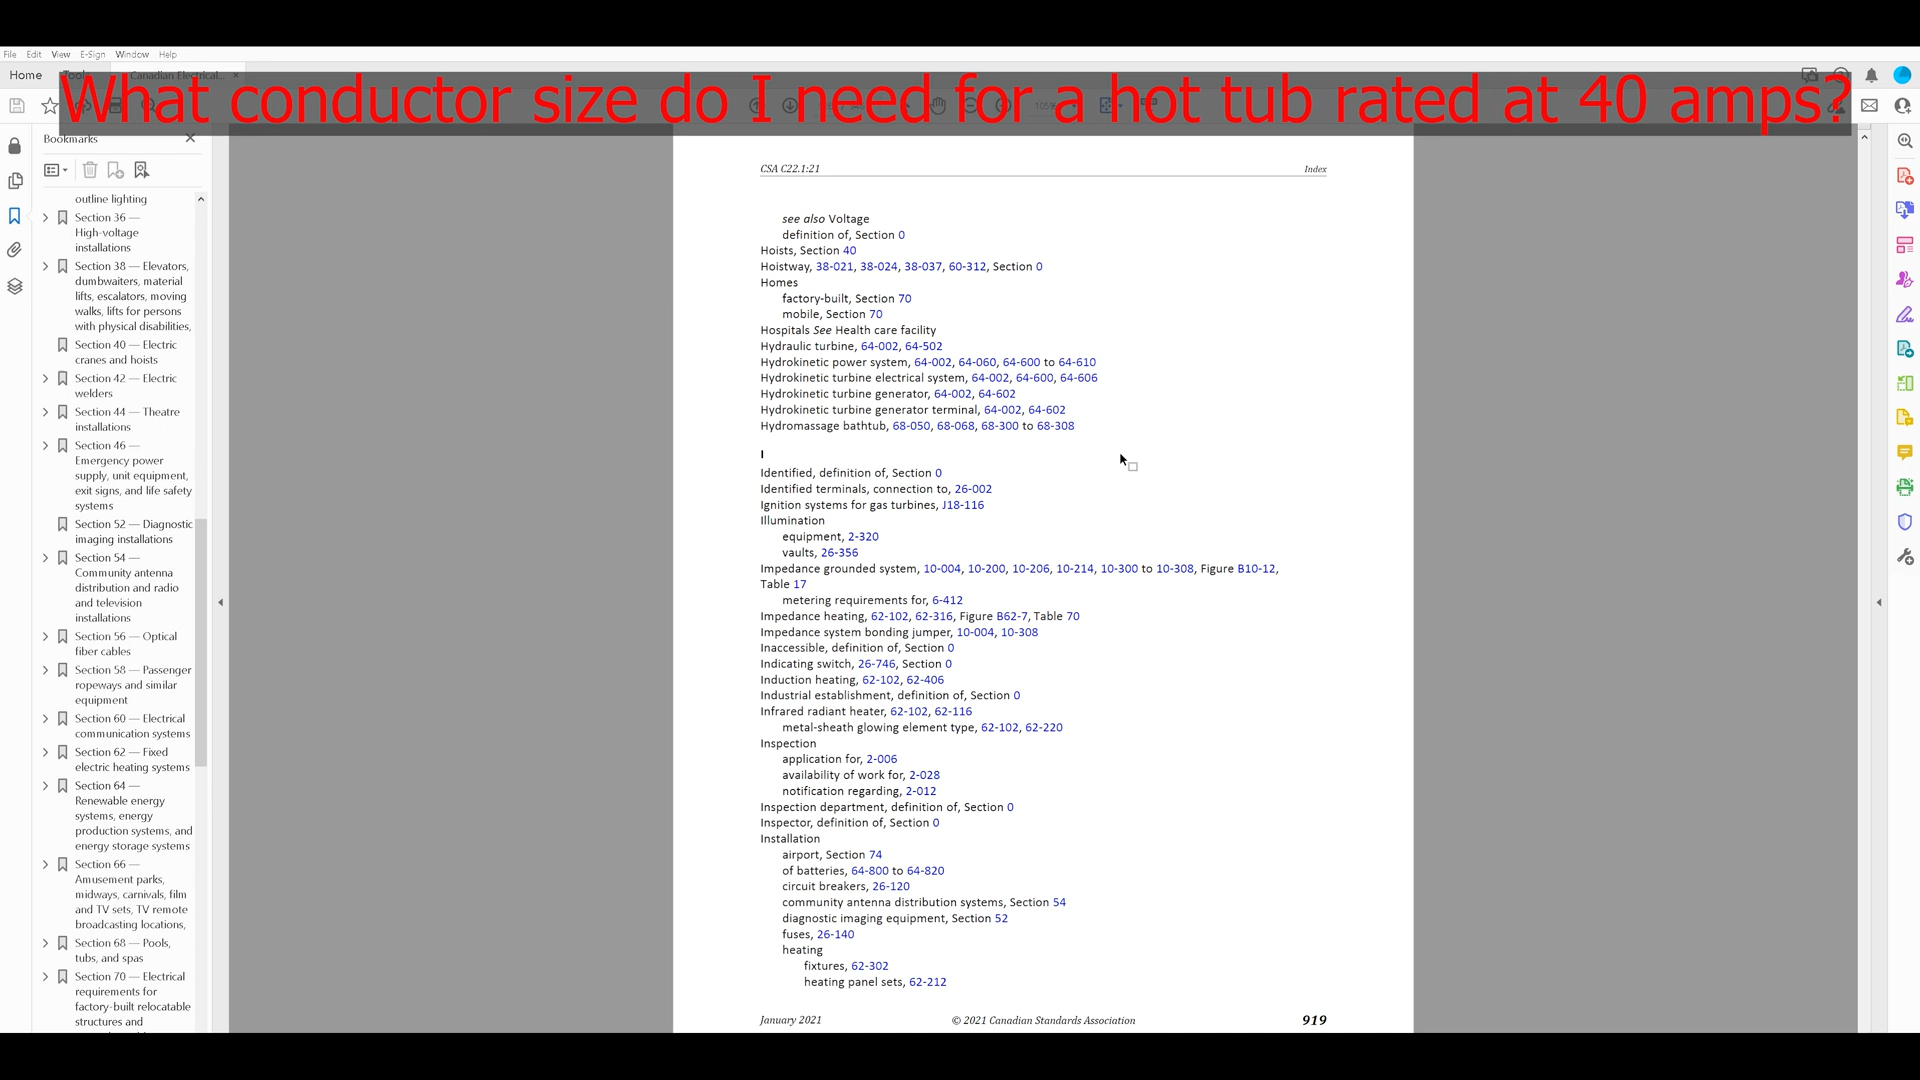 File Edit View E-Sign Window Help
Home
What conductor size do I need for a hot tub rated at 40 amps?
Bookmarks
outline lighting
Section 36 —
High-voltage
installations
Section 38 — Elevators,
dumbwaiters, material
lifts, escalators, moving
walks, lifts for persons
with physical disabilities,
Section 40 — Electric
cranes and hoists
Section 42 — Electric
welders
Section 44 — Theatre
installations
Section 46 —
Emergency power
supply, unit equipment,
exit signs, and life safety
systems
Section 52 — Diagnostic
imaging installations
Section 54 —
Community antenna
distribution and radio
and television
installations
Section 56 — Optical
fiber cables
Section 58 — Passenger
ropeways and similar
equipment
Section 60 — Electrical
communication systems
Section 62 — Fixed
electric heating systems
Section 64 —
Renewable energy
systems, energy
production systems, and
energy storage systems
Section 66 —
Amusement parks,
midways, carnivals, film
and TV sets, TV remote
broadcasting locations,
Section 68 — Pools,
tubs, and spas
Section 70 — Electrical
requirements for
factory-built relocatable
structures and
CSA C22.1:21 Index
see also Voltage
definition of, Section 0
Hoists, Section 40
Hoistway, 38-021, 38-024, 38-037, 60-312, Section 0
Homes
factory-built, Section 70
mobile, Section 70
Hospitals See Health care facility
Hydraulic turbine, 64-002, 64-502
Hydrokinetic power system, 64-002, 64-060, 64-600 to 64-610
Hydrokinetic turbine electrical system, 64-002, 64-600, 64-606
Hydrokinetic turbine generator, 64-002, 64-602
Hydrokinetic turbine generator terminal, 64-002, 64-602
Hydromassage bathtub, 68-050, 68-068, 68-300 to 68-308
I
Identified, definition of, Section 0
Identified terminals, connection to, 26-002
Ignition systems for gas turbines, J18-116
Illumination
equipment, 2-320
vaults, 26-356
Impedance grounded system, 10-004, 10-200, 10-206, 10-214, 10-300 to 10-308, Figure B10-12,
Table 17
metering requirements for, 6-412
Impedance heating, 62-102, 62-316, Figure B62-7, Table 70
Impedance system bonding jumper, 10-004, 10-308
Inaccessible, definition of, Section 0
Indicating switch, 26-746, Section 0
Induction heating, 62-102, 62-406
Industrial establishment, definition of, Section 0
Infrared radiant heater, 62-102, 62-116
metal-sheath glowing element type, 62-102, 62-220
Inspection
application for, 2-006
availability of work for, 2-028
notification regarding, 2-012
Inspection department, definition of, Section 0
Inspector, definition of, Section 0
Installation
airport, Section 74
of batteries, 64-800 to 64-820
circuit breakers, 26-120
community antenna distribution systems, Section 54
diagnostic imaging equipment, Section 52
fuses, 26-140
heating
fixtures, 62-302
heating panel sets, 62-212
January 2021 © 2021 Canadian Standards Association 919